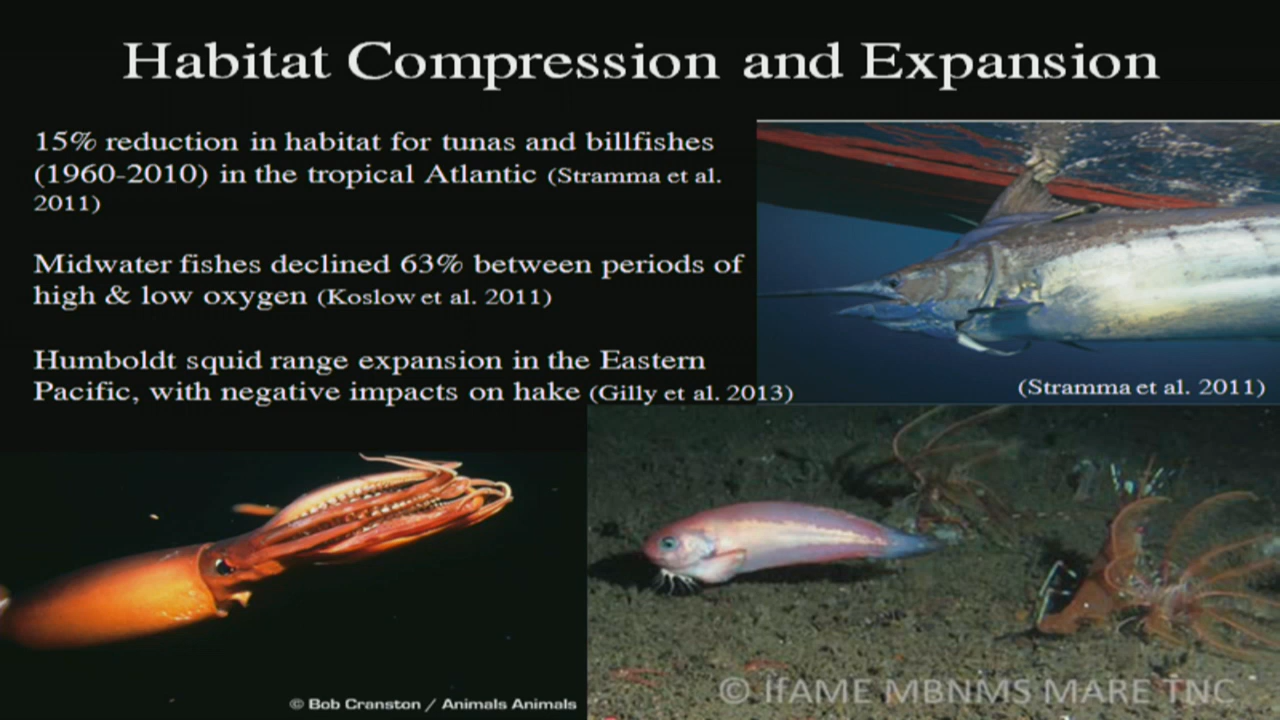 Habitat Compression and Expansion
15% reduction in habitat for tunas and billfishes
(1960-2010) in the tropical Atlantic (Stramma et al.
2011)
Midwater fishes declined 63% between periods of
high & low oxygen (Koslow et al. 2011)
Humboldt squid range expansion in the Eastern
Pacific, with negative impacts on hake (Gilly et al. 2013)
(Stramma et al. 2011)
© Bob Cranston / Animals Animals
© IfAME MBNMS MARE TNC